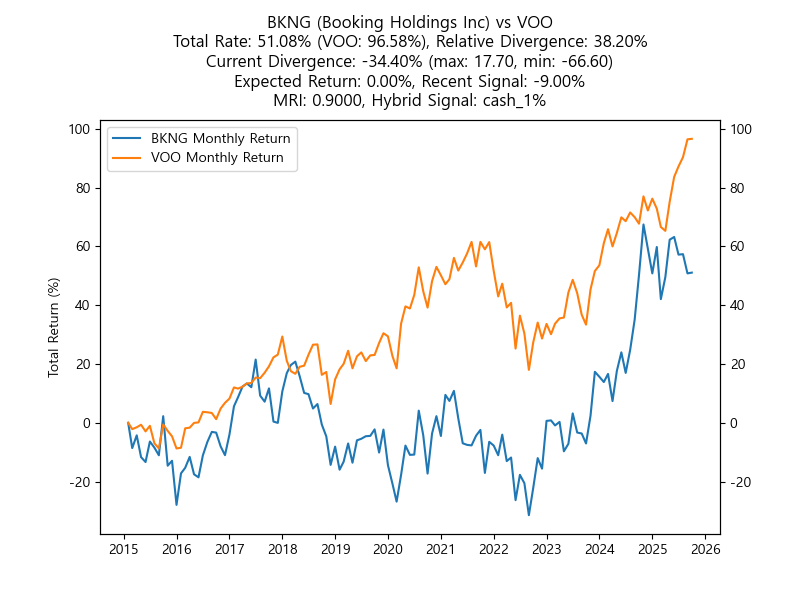 BKNG (Booking Holdings Inc) vs VOO
Total Rate: 51.08% (VOO: 96.58%), Relative Divergence: 38.20%
Current Divergence: -34.40% (max: 17.70, min: -66.60)
Expected Return: 0.00%, Recent Signal: -9.00%
MRI: 0.9000, Hybrid Signal: cash_1%
BKNG Monthly Return
VOO Monthly Return
Total Return (%)
100
80
60
40
20
0
-20
100
80
60
40
20
0
-20
2015 2016 2017 2018 2019 2020 2021 2022 2023 2024 2025 2026